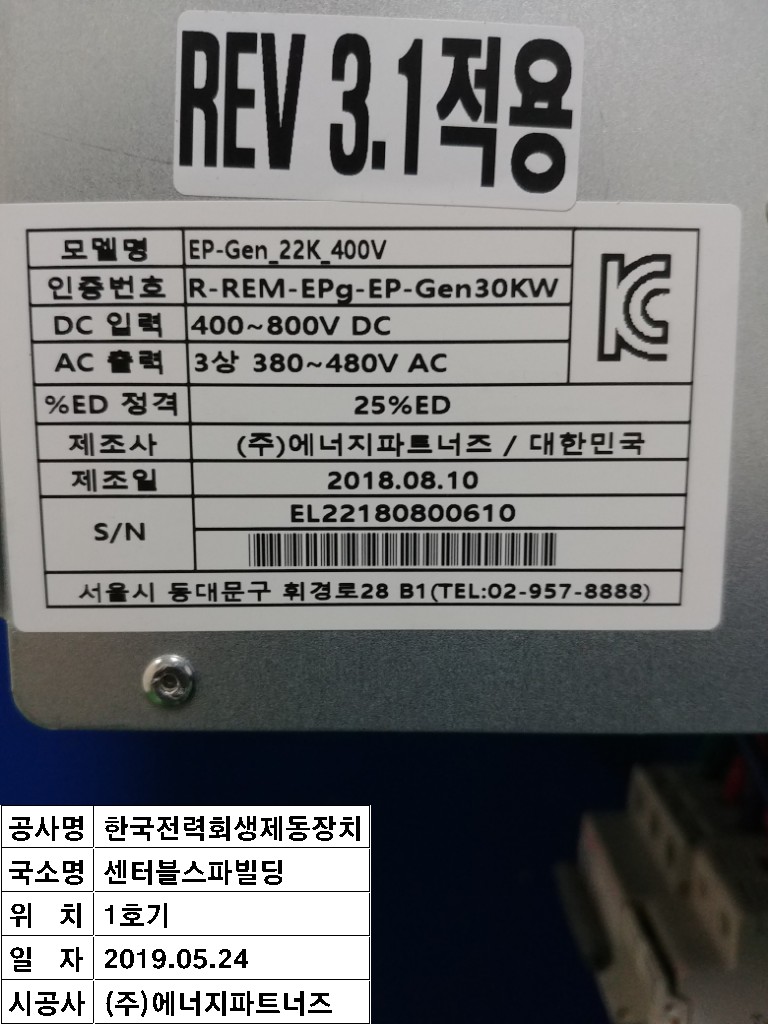 REV 3.1적용
모델명 EP-Gen_22K_400V
인증번호 R-REM-EPg-EP-Gen30KW
DC 입력 400~800V DC
AC 출력 3상 380~480V AC
%ED 정격 25%ED
제조사 (주)에너지파트너즈 / 대한민국
제조일 2018.08.10
S/N EL22180800610
서울시 동대문구 휘경로28 B1(TEL:02-957-8888)
공사명 한국전력회생제동장치
국소명 센터블스파빌딩
위 치 1호기
일 자 2019.05.24
시공사 (주)에너지파트너즈